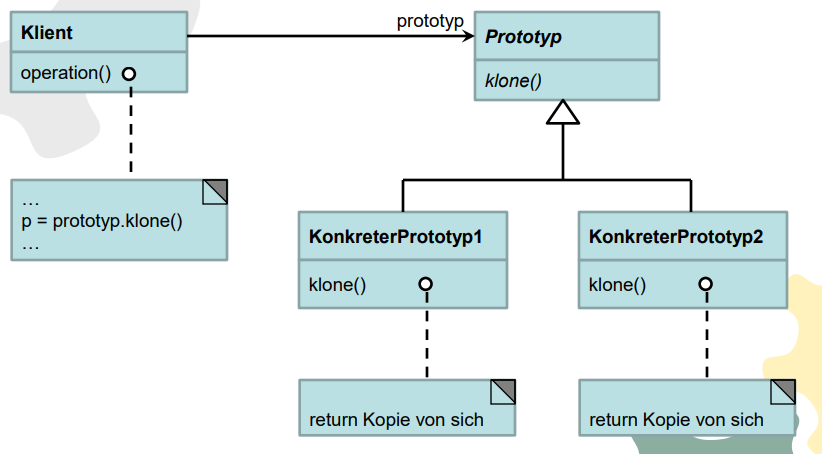 Klient
prototyp
Prototyp
operation()
klone()
…
p = prototyp.klone()
…
KonkreterPrototyp1
KonkreterPrototyp2
klone()
klone()
return Kopie von sich
return Kopie von sich